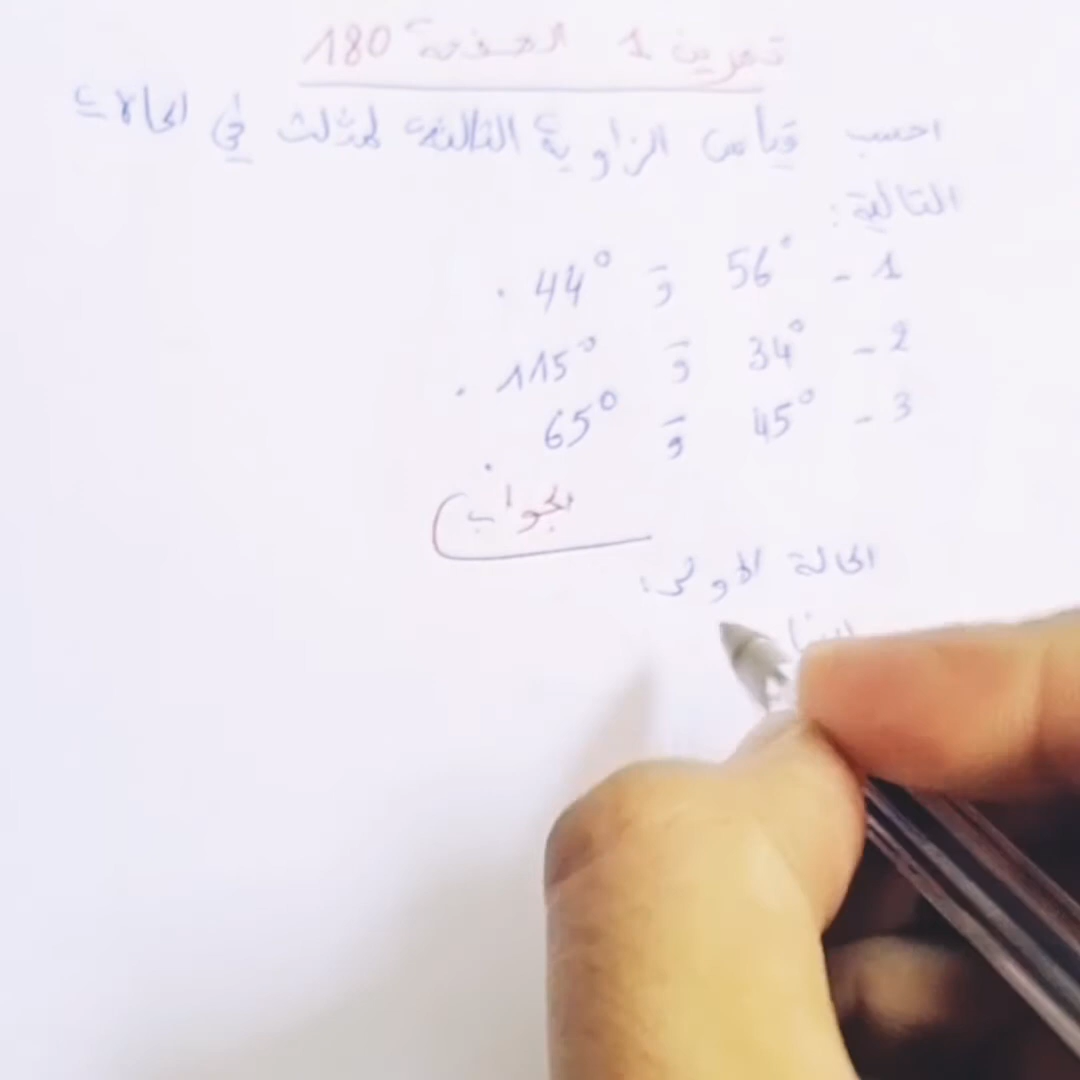 تمرين 1 الصفحة 180
احسب قياس الزاوية الثالثة لمثلث في الحالات
التالية:
1 - 56° و 44° .
2 - 34° و 115° .
3 - 45° و 65° .
الجواب
الحالة الأولى:
لدينا